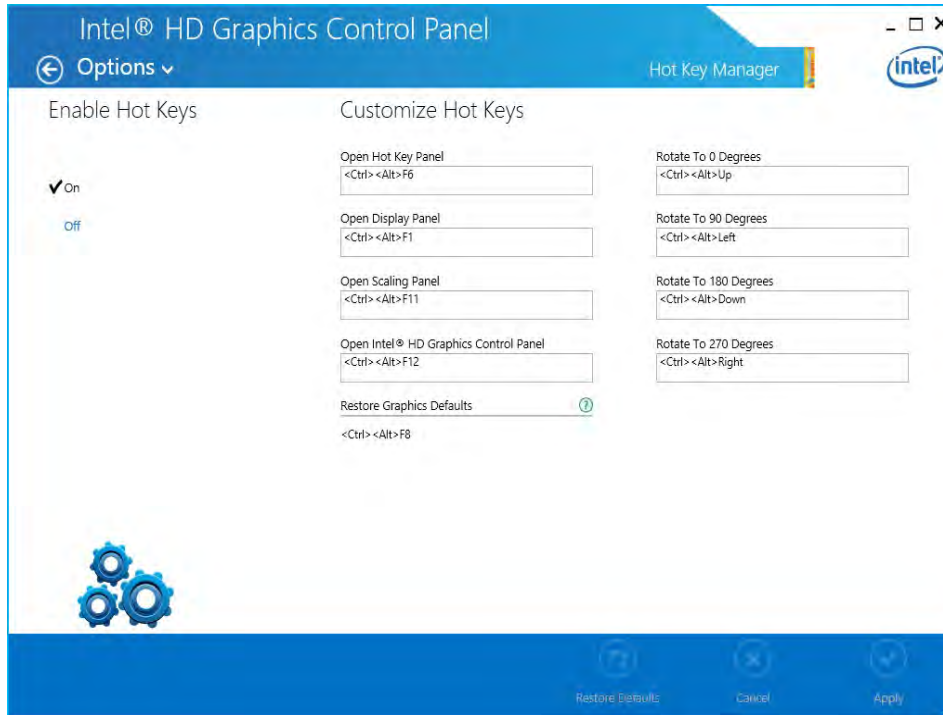 Intel® HD Graphics Control Panel
Options
Hot Key Manager
intel
Enable Hot Keys
On
Off
Customize Hot Keys
Open Hot Key Panel
<Ctrl><Alt>F6
Open Display Panel
<Ctrl><Alt>F1
Open Scaling Panel
<Ctrl><Alt>F11
Open Intel® HD Graphics Control Panel
<Ctrl><Alt>F12
Restore Graphics Defaults
?
<Ctrl><Alt>F8
Rotate To 0 Degrees
<Ctrl><Alt>Up
Rotate To 90 Degrees
<Ctrl><Alt>Left
Rotate To 180 Degrees
<Ctrl><Alt>Down
Rotate To 270 Degrees
<Ctrl><Alt>Right
Restore Defaults
Cancel
Apply